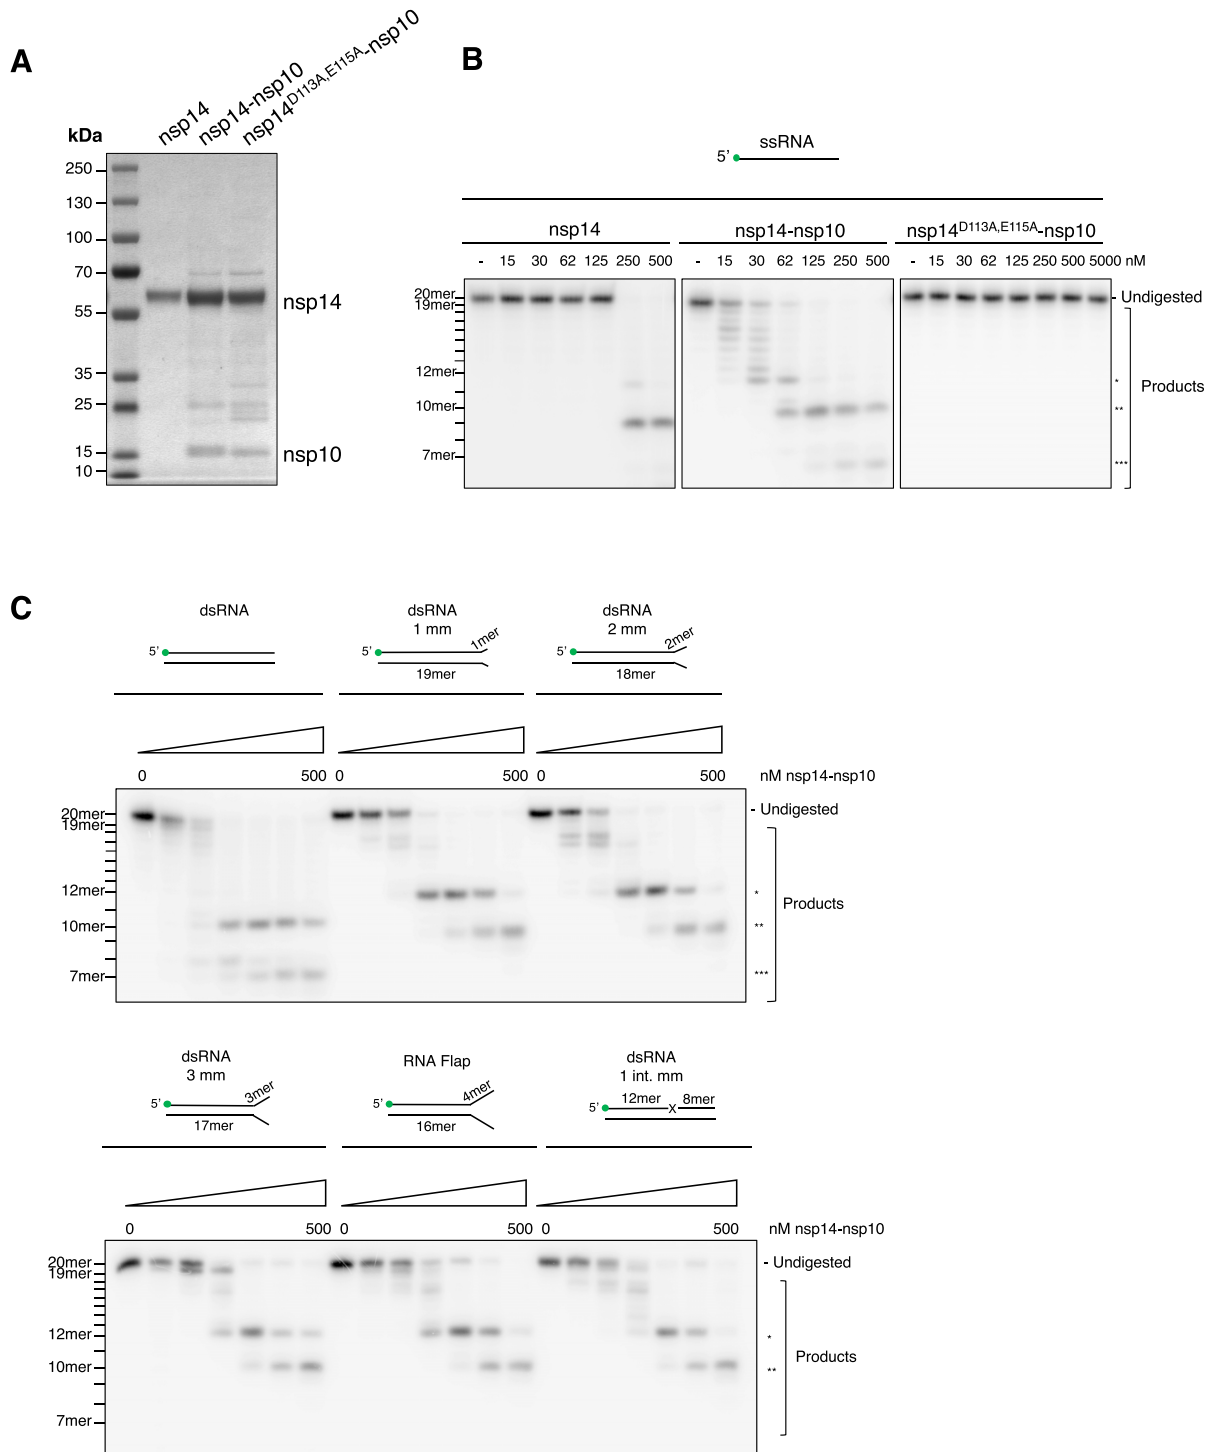 A
nsp14
nsp14-nsp10
nsp14D113A,E115A-nsp10
kDa
250
130
100
70
55
35
25
15
10
nsp14
nsp10
B
5’ ssRNA
nsp14 nsp14-nsp10 nsp14D113A,E115A-nsp10
- 15 30 62 125 250 500 - 15 30 62 125 250 500 - 15 30 62 125 250 500 5000 nM
20mer
19mer
12mer
10mer
7mer
- Undigested
*
**
***
Products
C
dsRNA
5’
dsRNA
1 mm
5’ 1mer
19mer
dsRNA
2 mm
5’ 2mer
18mer
0 500 0 500 0 500 nM nsp14-nsp10
20mer
19mer
12mer
10mer
7mer
- Undigested
*
**
***
Products
dsRNA
3 mm
5’ 3mer
17mer
RNA Flap
5’ 4mer
16mer
dsRNA
1 int. mm
12mer 8mer
5’ X
0 500 0 500 0 500 nM nsp14-nsp10
20mer
19mer
12mer
10mer
7mer
- Undigested
*
**
Products